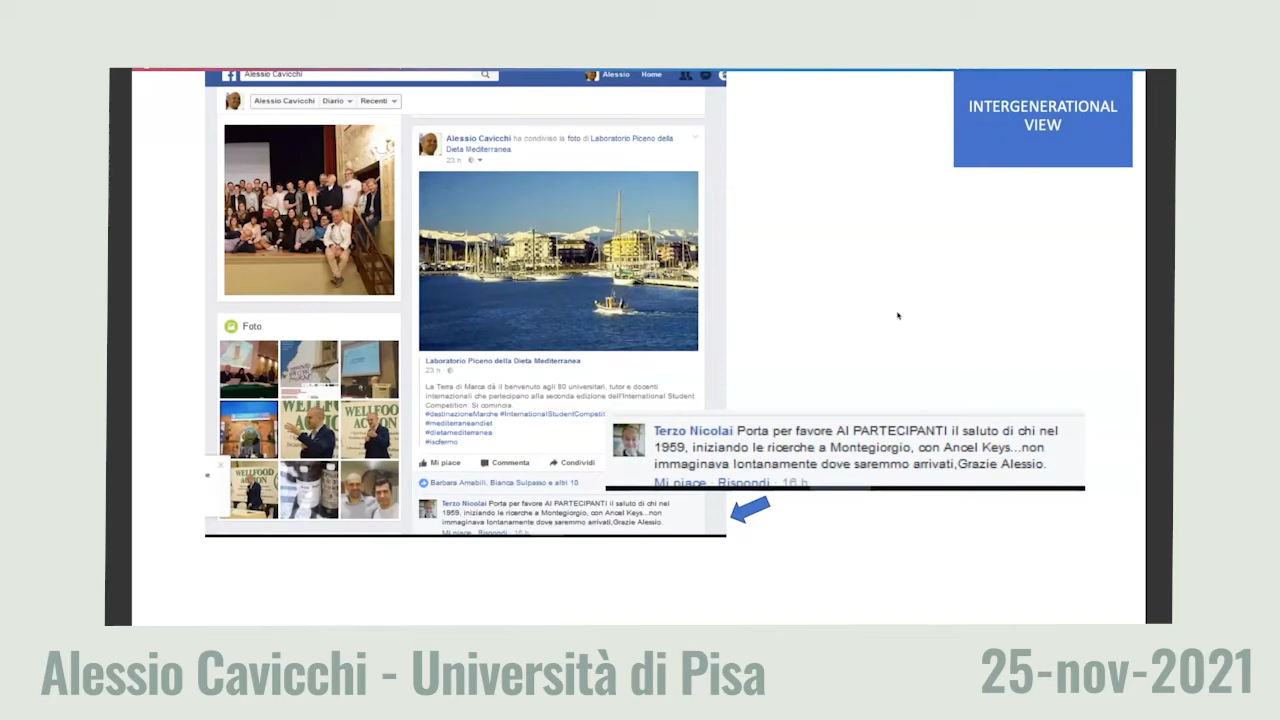 Alessio Cavicchi
Alessio Home
Alessio Cavicchi Diario Recenti
INTERGENERATIONAL
VIEW
Alessio Cavicchi ha condiviso la foto di Laboratorio Piceno della
Dieta Mediterranea.
23 h
Foto
WELLFOOD
ACTION
WELLFOOD
ACTION
WELLFOOD
ACTION
Laboratorio Piceno della Dieta Mediterranea
23 h
La Terra di Marca dà il benvenuto agli 80 universitari, tutor e docenti
internazionali che partecipano alla seconda edizione dell'International Student
Competition. Si comincia.
#destinazioneMarche #InternationalStudentCompetit
#mediterraneandiet
#dietamediterranea
#iscfermo
Mi piace Commenta Condividi
Barbara Amabili, Bianca Sulpasso e altri 10
Terzo Nicolai Porta per favore AI PARTECIPANTI il saluto di chi nel
1959, iniziando le ricerche a Montegiorgio, con Ancel Keys...non
immaginava lontanamente dove saremmo arrivati,Grazie Alessio.
Mi piace · Rispondi · 16 h
Terzo Nicolai Porta per favore AI PARTECIPANTI il saluto di chi nel
1959, iniziando le ricerche a Montegiorgio, con Ancel Keys...non
immaginava lontanamente dove saremmo arrivati,Grazie Alessio.
Mi piace · Rispondi · 16 h
Alessio Cavicchi - Università di Pisa
25-nov-2021